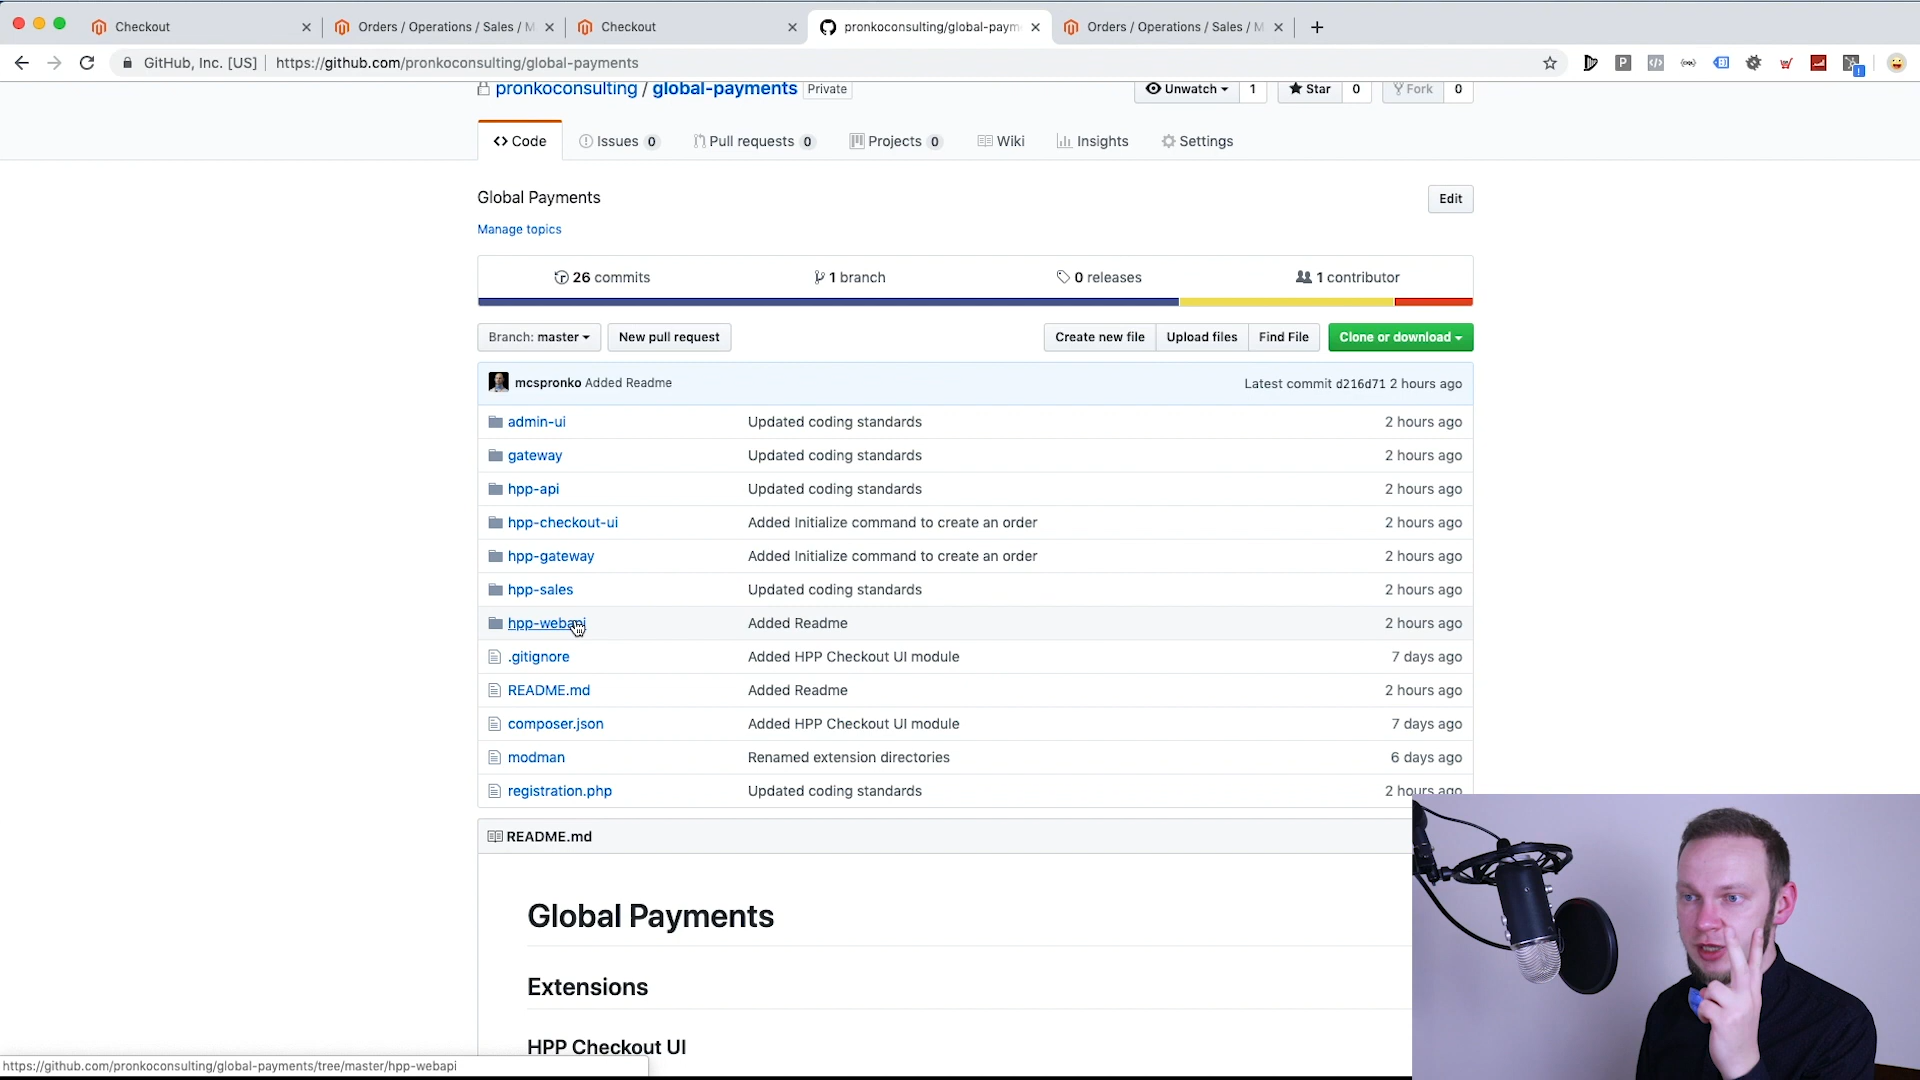 Checkout
Orders / Operations / Sales / M
Checkout
pronkoconsulting/global-paym
Orders / Operations / Sales / M
GitHub, Inc. [US] https://github.com/pronkoconsulting/global-payments
pronkoconsulting / global-payments Private
Unwatch 1 Star 0 Fork 0
Code Issues 0 Pull requests 0 Projects 0 Wiki Insights Settings
Global Payments
Edit
Manage topics
26 commits 1 branch 0 releases 1 contributor
Branch: master New pull request Create new file Upload files Find File Clone or download
mcspronko Added Readme Latest commit d216d71 2 hours ago
admin-ui Updated coding standards 2 hours ago
gateway Updated coding standards 2 hours ago
hpp-api Updated coding standards 2 hours ago
hpp-checkout-ui Added Initialize command to create an order 2 hours ago
hpp-gateway Added Initialize command to create an order 2 hours ago
hpp-sales Updated coding standards 2 hours ago
hpp-webapi Added Readme 2 hours ago
.gitignore Added HPP Checkout UI module 7 days ago
README.md Added Readme 2 hours ago
composer.json Added HPP Checkout UI module 7 days ago
modman Renamed extension directories 6 days ago
registration.php Updated coding standards 2 hours ago
README.md
Global Payments
Extensions
HPP Checkout UI
https://github.com/pronkoconsulting/global-payments/tree/master/hpp-webapi